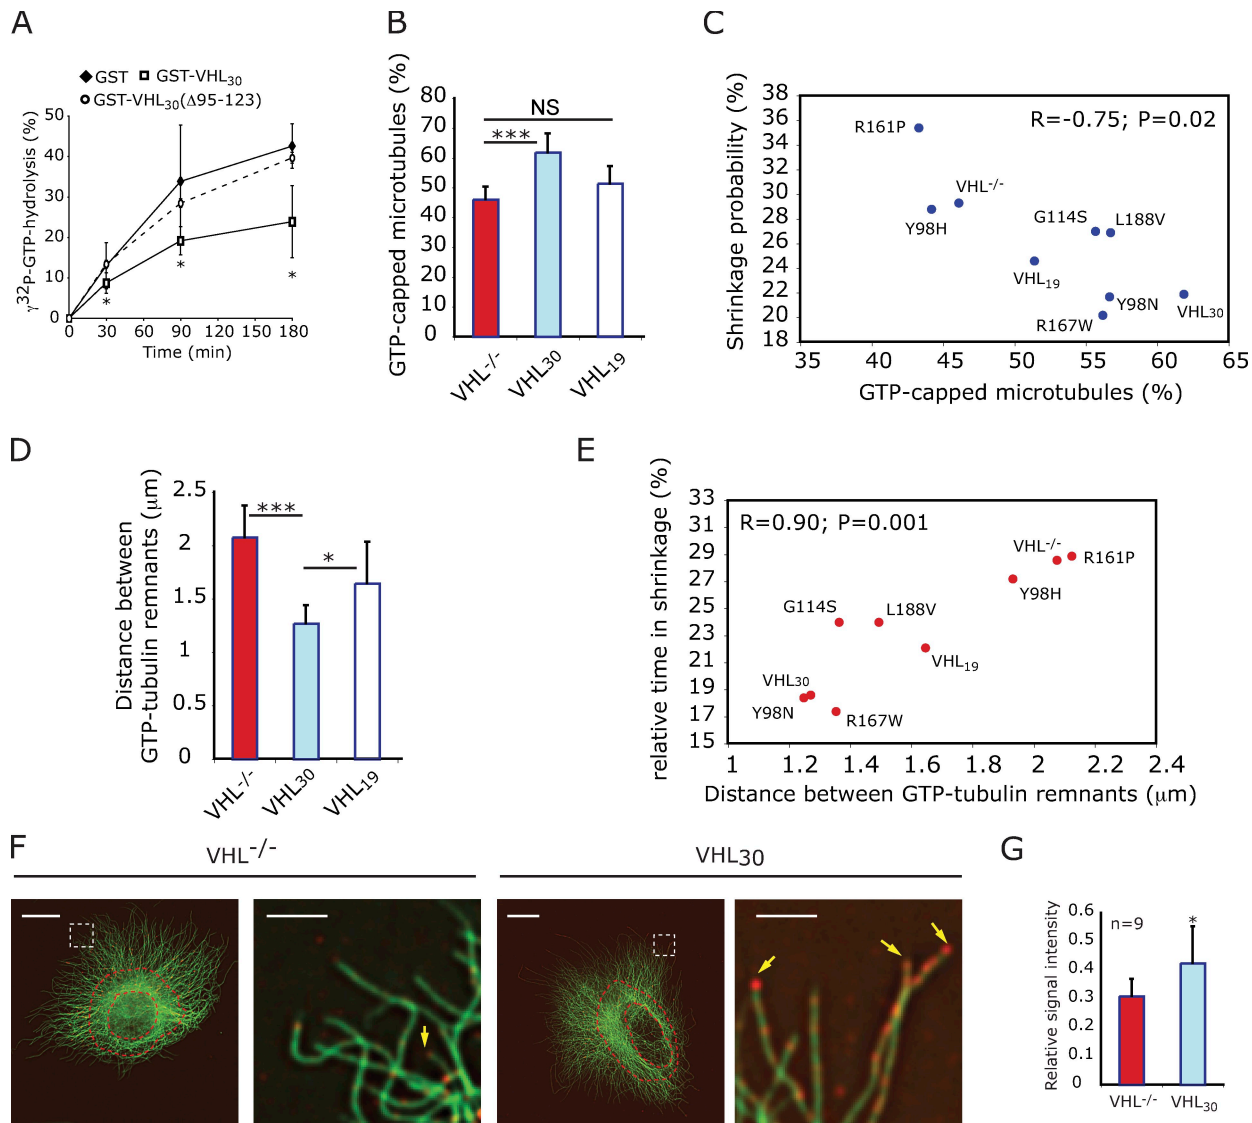 A
GST GST-VHL30
GST-VHL30(Δ95-123)
γ32P-GTP-hydrolysis (%)
50
40
30
20
10
0
* * *
0 30 60 90 120 150 180
Time (min)
B
GTP-capped microtubules (%)
80
70
60
50
40
30
20
10
0
NS
***
VHL-/- VHL30 VHL19
C
Shrinkage probability (%)
38
36
34
32
30
28
26
24
22
20
18
R=-0.75; P=0.02
R161P
VHL-/-
Y98H
G114S L188V
VHL19
Y98N
VHL30
R167W
35 40 45 50 55 60 65
GTP-capped microtubules (%)
D
Distance between
GTP-tubulin remnants (μm)
2.5
2
1.5
1
0.5
0
***
*
VHL-/- VHL30 VHL19
E
relative time in shrinkage (%)
33
31
29
27
25
23
21
19
17
15
R=0.90; P=0.001
VHL-/-
R161P
Y98H
G114S L188V
VHL19
VHL30
Y98N
R167W
1 1.2 1.4 1.6 1.8 2 2.2 2.4
Distance between GTP-tubulin remnants (μm)
F
VHL-/- VHL30
G
Relative signal intensity
0.6
0.5
0.4
0.3
0.2
0.1
0
n=9
*
VHL-/- VHL30